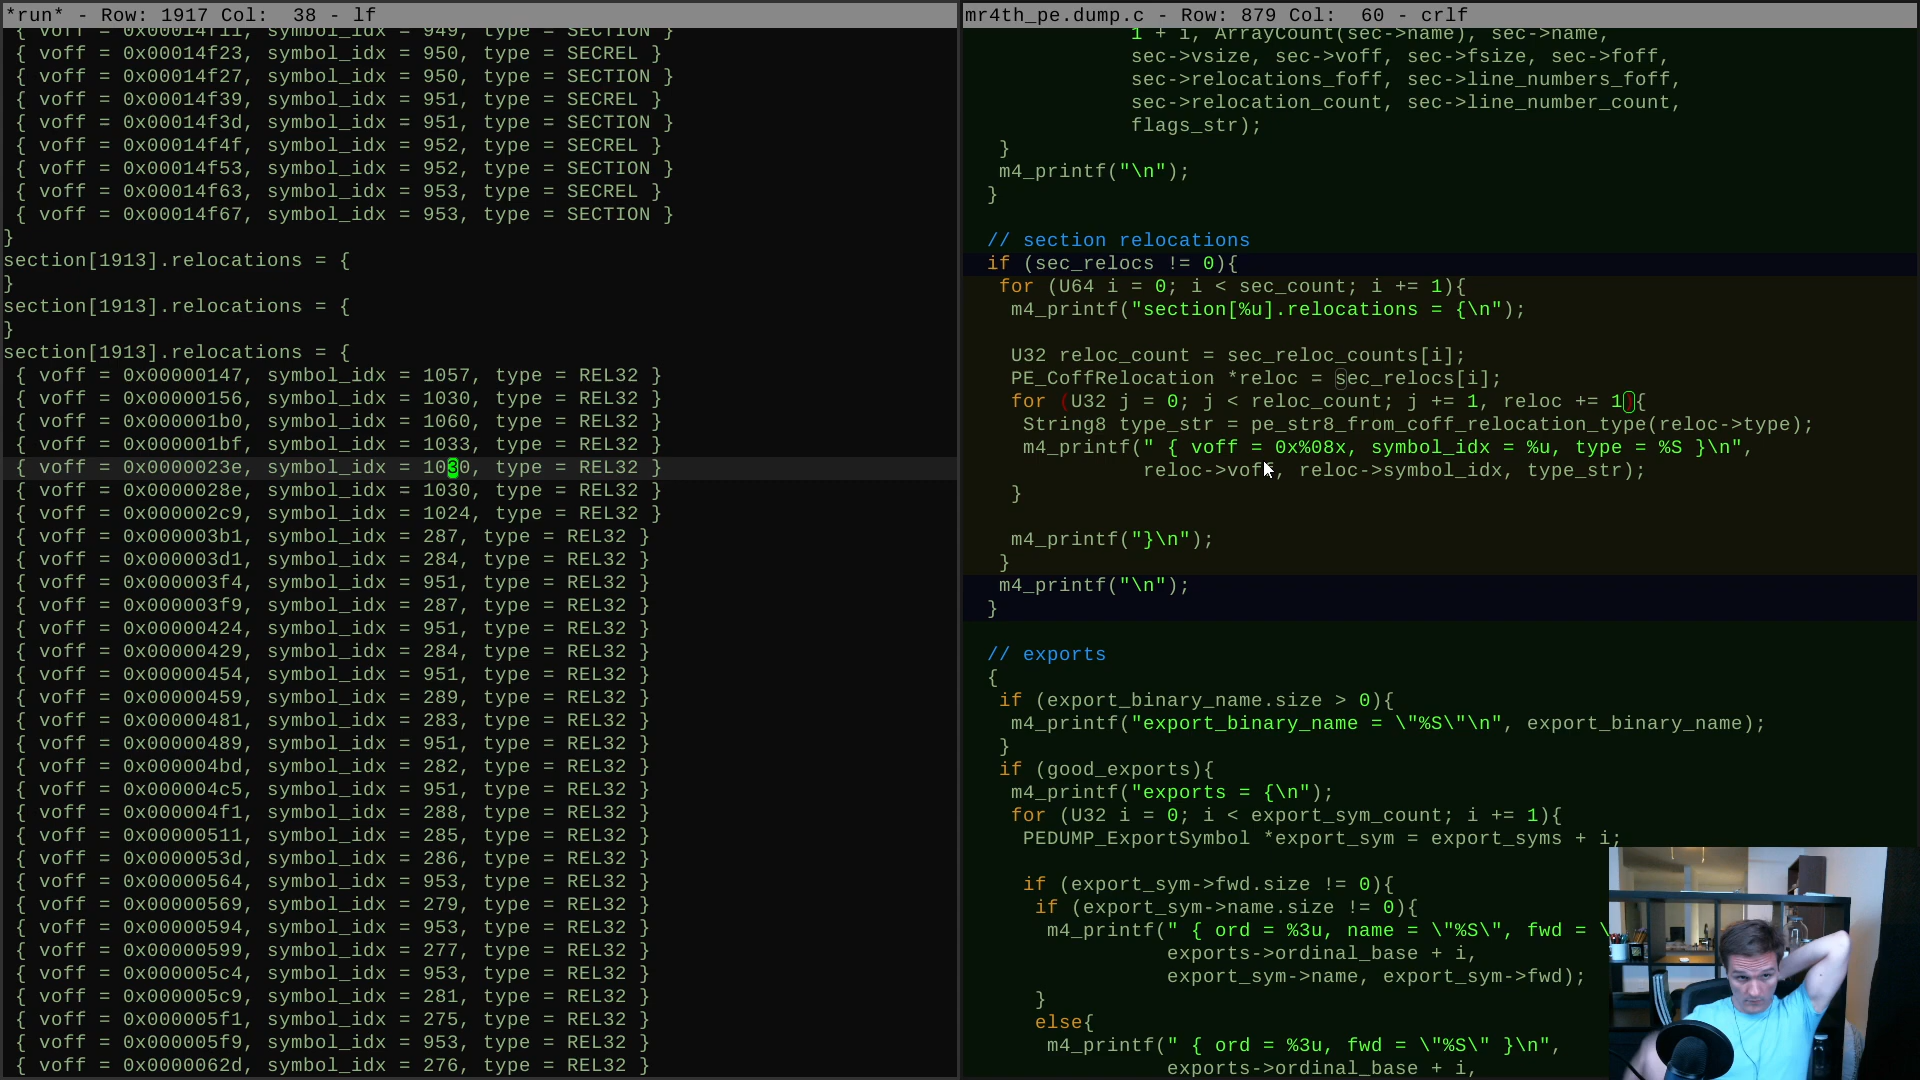 *run* - Row: 1917 Col:  38 - lf
{ voff = 0x00014f11, symbol_idx = 949, type = SECTION }
{ voff = 0x00014f23, symbol_idx = 950, type = SECREL }
{ voff = 0x00014f27, symbol_idx = 950, type = SECTION }
{ voff = 0x00014f39, symbol_idx = 951, type = SECREL }
{ voff = 0x00014f3d, symbol_idx = 951, type = SECTION }
{ voff = 0x00014f4f, symbol_idx = 952, type = SECREL }
{ voff = 0x00014f53, symbol_idx = 952, type = SECTION }
{ voff = 0x00014f63, symbol_idx = 953, type = SECREL }
{ voff = 0x00014f67, symbol_idx = 953, type = SECTION }
}
section[1913].relocations = {
}
section[1913].relocations = {
}
section[1913].relocations = {
{ voff = 0x00000147, symbol_idx = 1057, type = REL32 }
{ voff = 0x00000156, symbol_idx = 1030, type = REL32 }
{ voff = 0x000001b0, symbol_idx = 1060, type = REL32 }
{ voff = 0x000001bf, symbol_idx = 1033, type = REL32 }
{ voff = 0x0000023e, symbol_idx = 1030, type = REL32 }
{ voff = 0x0000028e, symbol_idx = 1030, type = REL32 }
{ voff = 0x000002c9, symbol_idx = 1024, type = REL32 }
{ voff = 0x000003b1, symbol_idx = 287, type = REL32 }
{ voff = 0x000003d1, symbol_idx = 284, type = REL32 }
{ voff = 0x000003f4, symbol_idx = 951, type = REL32 }
{ voff = 0x000003f9, symbol_idx = 287, type = REL32 }
{ voff = 0x00000424, symbol_idx = 951, type = REL32 }
{ voff = 0x00000429, symbol_idx = 284, type = REL32 }
{ voff = 0x00000454, symbol_idx = 951, type = REL32 }
{ voff = 0x00000459, symbol_idx = 289, type = REL32 }
{ voff = 0x00000481, symbol_idx = 283, type = REL32 }
{ voff = 0x00000489, symbol_idx = 951, type = REL32 }
{ voff = 0x000004bd, symbol_idx = 282, type = REL32 }
{ voff = 0x000004c5, symbol_idx = 951, type = REL32 }
{ voff = 0x000004f1, symbol_idx = 288, type = REL32 }
{ voff = 0x00000511, symbol_idx = 285, type = REL32 }
{ voff = 0x0000053d, symbol_idx = 286, type = REL32 }
{ voff = 0x00000564, symbol_idx = 953, type = REL32 }
{ voff = 0x00000569, symbol_idx = 279, type = REL32 }
{ voff = 0x00000594, symbol_idx = 953, type = REL32 }
{ voff = 0x00000599, symbol_idx = 277, type = REL32 }
{ voff = 0x000005c4, symbol_idx = 953, type = REL32 }
{ voff = 0x000005c9, symbol_idx = 281, type = REL32 }
{ voff = 0x000005f1, symbol_idx = 275, type = REL32 }
{ voff = 0x000005f9, symbol_idx = 953, type = REL32 }
{ voff = 0x0000062d, symbol_idx = 276, type = REL32 }
mr4th_pe.dump.c - Row: 879 Col:  60 - crlf
1 + i, ArrayCount(sec->name), sec->name,
sec->vsize, sec->voff, sec->fsize, sec->foff,
sec->relocations_foff, sec->line_numbers_foff,
sec->relocation_count, sec->line_number_count,
flags_str);
}
m4_printf("\n");
}
// section relocations
if (sec_relocs != 0){
for (U64 i = 0; i < sec_count; i += 1){
m4_printf("section[%u].relocations = {\n");
U32 reloc_count = sec_reloc_counts[i];
PE_CoffRelocation *reloc = sec_relocs[i];
for (U32 j = 0; j < reloc_count; j += 1, reloc += 1){
String8 type_str = pe_str8_from_coff_relocation_type(reloc->type);
m4_printf(" { voff = 0x%08x, symbol_idx = %u, type = %S }\n",
reloc->voff, reloc->symbol_idx, type_str);
}
m4_printf("}\n");
}
m4_printf("\n");
}
// exports
{
if (export_binary_name.size > 0){
m4_printf("export_binary_name = \"%S\"\n", export_binary_name);
}
if (good_exports){
m4_printf("exports = {\n");
for (U32 i = 0; i < export_sym_count; i += 1){
PEDUMP_ExportSymbol *export_sym = export_syms + i;
if (export_sym->fwd.size != 0){
if (export_sym->name.size != 0){
m4_printf(" { ord = %3u, name = \"%S\", fwd = \
exports->ordinal_base + i,
export_sym->name, export_sym->fwd);
}
else{
m4_printf(" { ord = %3u, fwd = \"%S\" }\n",
exports->ordinal_base + i,